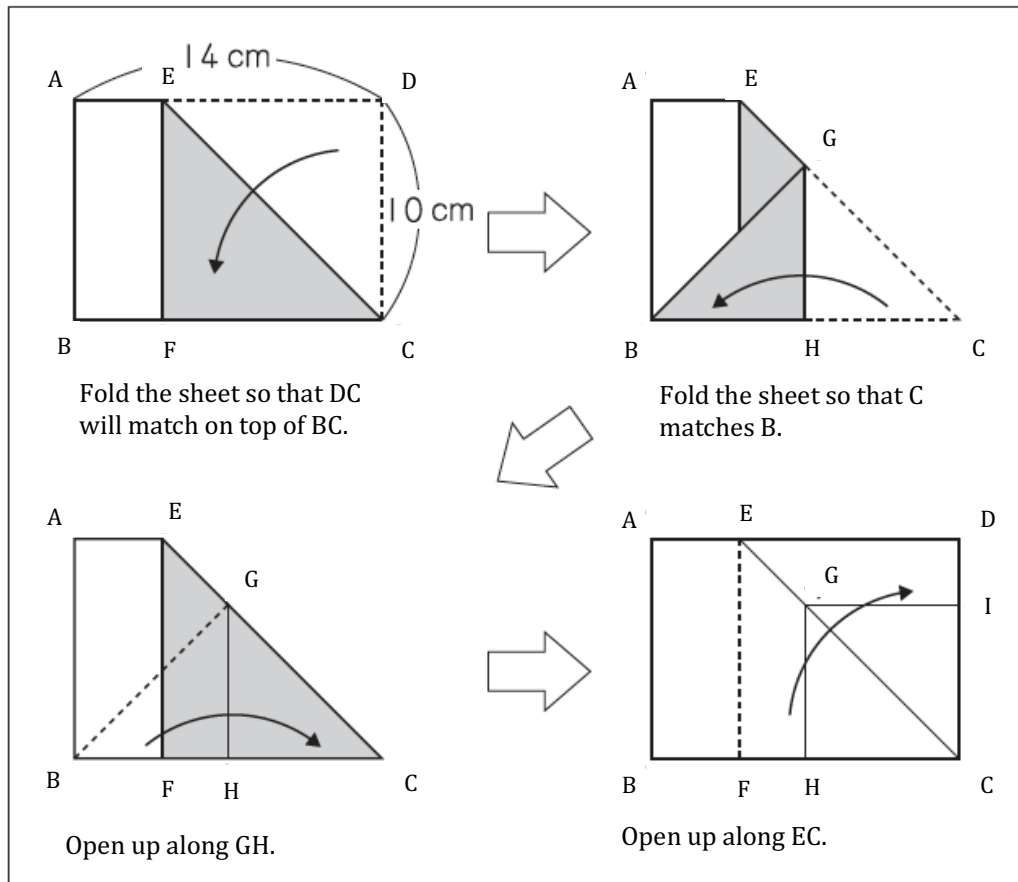 14 cm
A E D
10 cm
B F C
Fold the sheet so that DC
will match on top of BC.
A E
G
B H C
Fold the sheet so that C
matches B.
A E
G
B F H C
Open up along GH.
A E D
G
I
B F H C
Open up along EC.